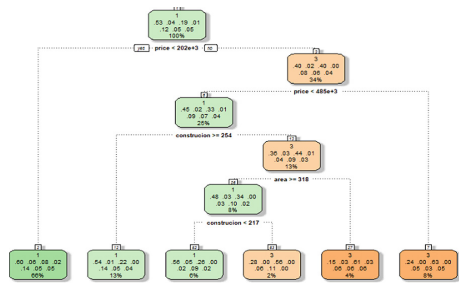 1
.53 .04 .19 .01
.12 .05 .05
100%
yes price < 202e+3 no
3
.40 .02 .40 .00
.08 .06 .04
34%
price < 485e+3
1
.45 .02 .33 .01
.09 .07 .04
25%
construcion >= 254
3
.36 .03 .44 .01
.04 .09 .03
13%
area >= 318
1
.48 .03 .34 .00
.03 .10 .02
8%
construcion < 217
1
.60 .05 .08 .02
.14 .05 .05
66%
1
.54 .01 .22 .00
.14 .05 .04
13%
1
.56 .05 .26 .00
.02 .09 .02
6%
3
.28 .00 .56 .00
.06 .11 .00
2%
3
.15 .03 .61 .03
.06 .06 .06
4%
3
.24 .00 .63 .00
.05 .03 .05
8%